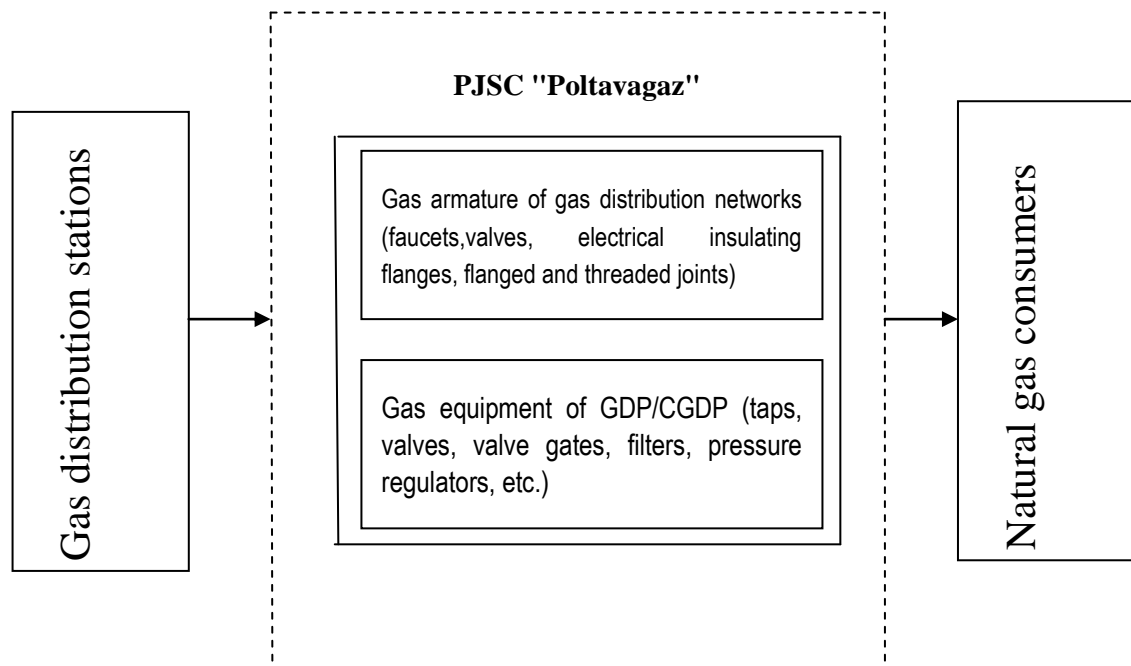 Gas distribution stations
PJSC "Poltavagaz"
Gas armature of gas distribution networks
(faucets,valves, electrical insulating
flanges, flanged and threaded joints)
Gas equipment of GDP/CGDP (taps,
valves, valve gates, filters, pressure
regulators, etc.)
Natural gas consumers